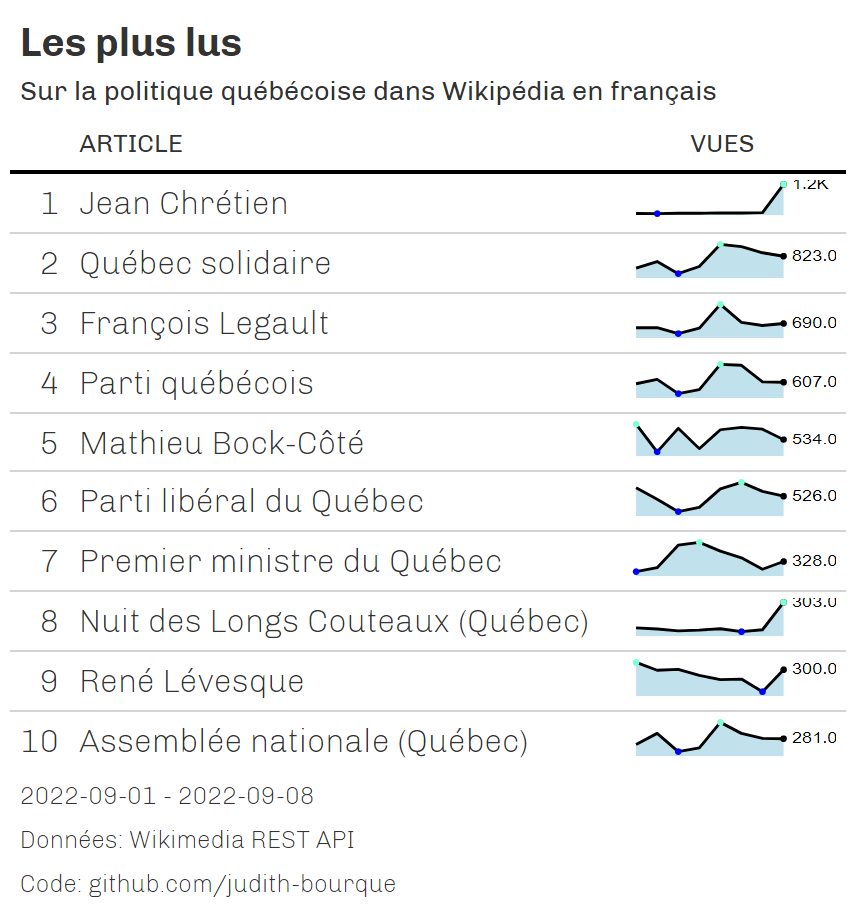 Les plus lus
Sur la politique québécoise dans Wikipédia en français
ARTICLE VUES
1 Jean Chrétien 1.2K
2 Québec solidaire 823.0
3 François Legault 690.0
4 Parti québécois 607.0
5 Mathieu Bock-Côté 534.0
6 Parti libéral du Québec 526.0
7 Premier ministre du Québec 328.0
8 Nuit des Longs Couteaux (Québec) 303.0
9 René Lévesque 300.0
10 Assemblée nationale (Québec) 281.0
2022-09-01 - 2022-09-08
Données: Wikimedia REST API
Code: github.com/judith-bourque